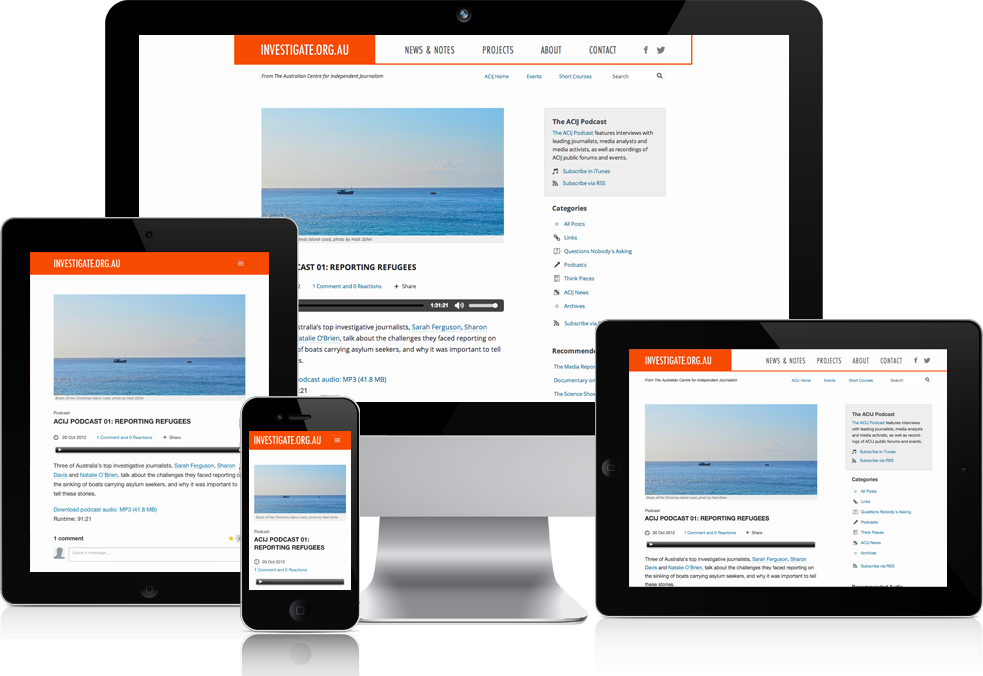 INVESTIGATE.ORG.AU
NEWS & NOTES PROJECTS ABOUT CONTACT
From The Australian Centre for Independent Journalism
ACIJ Home Events Short Courses Search
The ACIJ Podcast
The ACIJ Podcast features interviews with
leading journalists, media analysts and
media activists, as well as recordings of
ACIJ public forums and events.
Subscribe in iTunes
Subscribe via RSS
Categories
All Posts
Links
Questions Nobody's Asking
Podcasts
Think Pieces
ACIJ News
Archives
Subscribe via
Recommende
The Media Repor
Documentary on
The Science Show
mas Island coast, photo by Hadi Zaher
CAST 01: REPORTING REFUGEES
2 1 Comment and 0 Reactions + Share
1:31:21
ustralia's top investigative journalists, Sarah Ferguson, Sharon
atalie O'Brien, talk about the challenges they faced reporting on
of boats carrying asylum seekers, and why it was important to tell
s.
podcast audio: MP3 (41.8 MB)
:21
INVESTIGATE.ORG.AU
Boats off the Christmas Island coast, photo by Hadi Zaher
Podcast
ACIJ PODCAST 01: REPORTING REFUGEES
20 Oct 2012 1 Comment and 0 Reactions + Share
Three of Australia's top investigative journalists, Sarah Ferguson, Sharon
Davis and Natalie O'Brien, talk about the challenges they faced reporting o
the sinking of boats carrying asylum seekers, and why it was important to
tell these stories.
Download podcast audio: MP3 (41.8 MB)
Runtime: 91:21
1 comment
Leave a message...
INVESTIGATE.ORG.AU
Boats off the Christmas Island coast, photo by Hadi Zaher
Podcast
ACIJ PODCAST 01:
REPORTING REFUGEES
20 Oct 2012
1 Comment and 0 Reactions
INVESTIGATE.ORG.AU
NEWS & NOTES PROJECTS ABOUT CONTACT
From The Australian Centre for Independent Journalism
ACIJ Home Events Short Courses Search
The ACIJ Podcast
The ACIJ Podcast features interviews with
leading journalists, media analysts and
media activists, as well as record-
ings of ACIJ public forums and events.
Subscribe in iTunes
Subscribe via RSS
Categories
All Posts
Links
Questions Nobody's Asking
Podcasts
Think Pieces
ACIJ News
Archives
Subscribe via RSS
Recommended Audio
Boats off the Christmas Island coast, photo by Hadi Zaher
Podcast
ACIJ PODCAST 01: REPORTING REFUGEES
20 Oct 2012 1 Comment and 0 Reactions + Share
Three of Australia's top investigative journalists, Sarah Ferguson, Sharon
Davis and Natalie O'Brien, talk about the challenges they faced reporting on
the sinking of boats carrying asylum seekers, and why it was important to tell
these stories.